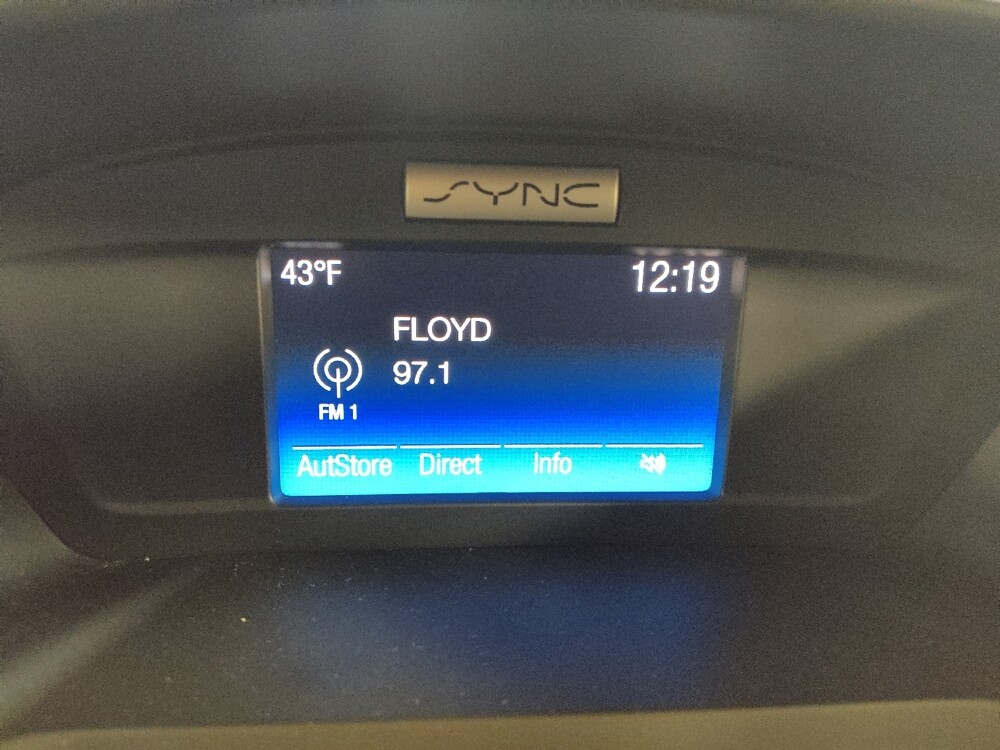 SYNC
43°F 12:19
FLOYD
97.1
FM 1
AutStore Direct Info